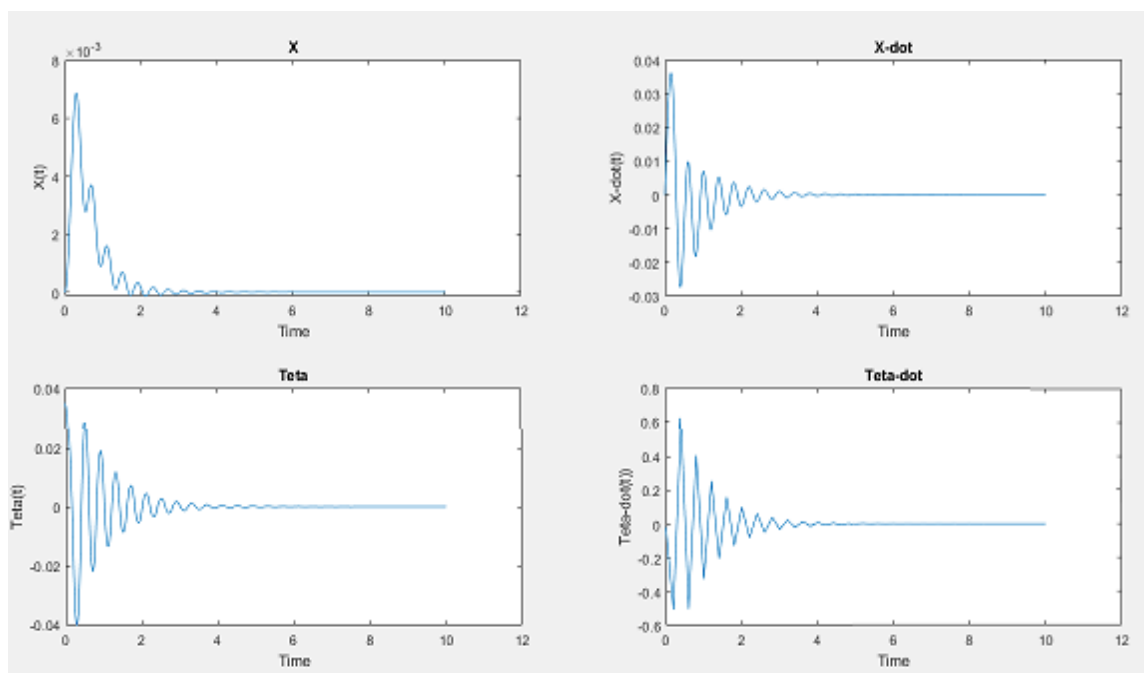 X
× 10^-3
8
6
4
2
0
X(t)
0 2 4 6 8 10 12
Time
X-dot
0.04
0.03
0.02
0.01
0
-0.01
-0.02
-0.03
X-dot(t)
0 2 4 6 8 10 12
Time
Teta
0.04
0.02
0
-0.02
-0.04
Teta(t)
0 2 4 6 8 10 12
Time
Teta-dot
0.8
0.6
0.4
0.2
0
-0.2
-0.4
-0.6
Teta-dot(t))
0 2 4 6 8 10 12
Time